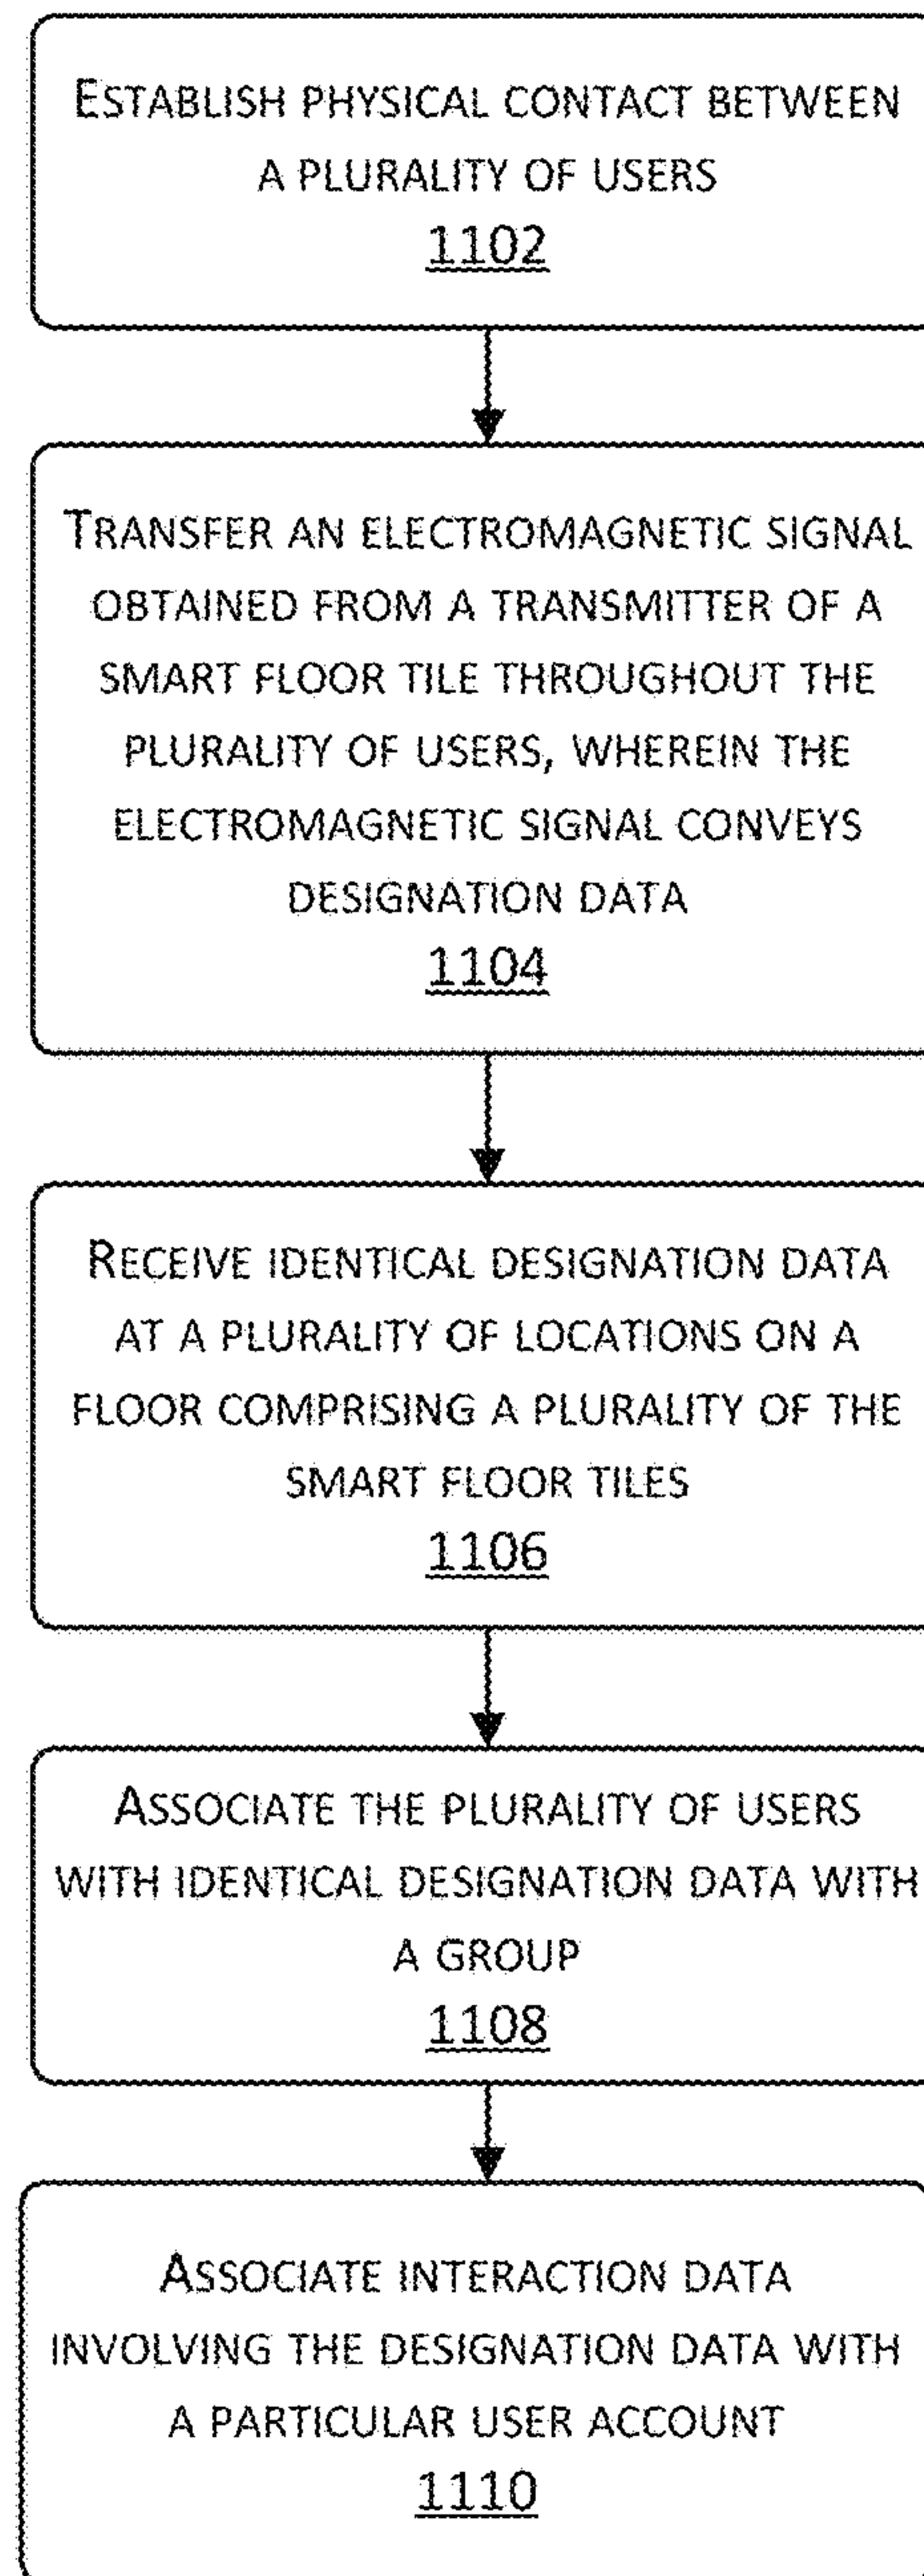 ESTABLISH PHYSICAL CONTACT BETWEEN
A PLURALITY OF USERS
1102
TRANSFER AN ELECTROMAGNETIC SIGNAL
OBTAINED FROM A TRANSMITTER OF A
SMART FLOOR TILE THROUGHOUT THE
PLURALITY OF USERS, WHEREIN THE
ELECTROMAGNETIC SIGNAL CONVEYS
DESIGNATION DATA
1104
RECEIVE IDENTICAL DESIGNATION DATA
AT A PLURALITY OF LOCATIONS ON A
FLOOR COMPRISING A PLURALITY OF THE
SMART FLOOR TILES
1106
ASSOCIATE THE PLURALITY OF USERS
WITH IDENTICAL DESIGNATION DATA WITH
A GROUP
1108
ASSOCIATE INTERACTION DATA
INVOLVING THE DESIGNATION DATA WITH
A PARTICULAR USER ACCOUNT
1110